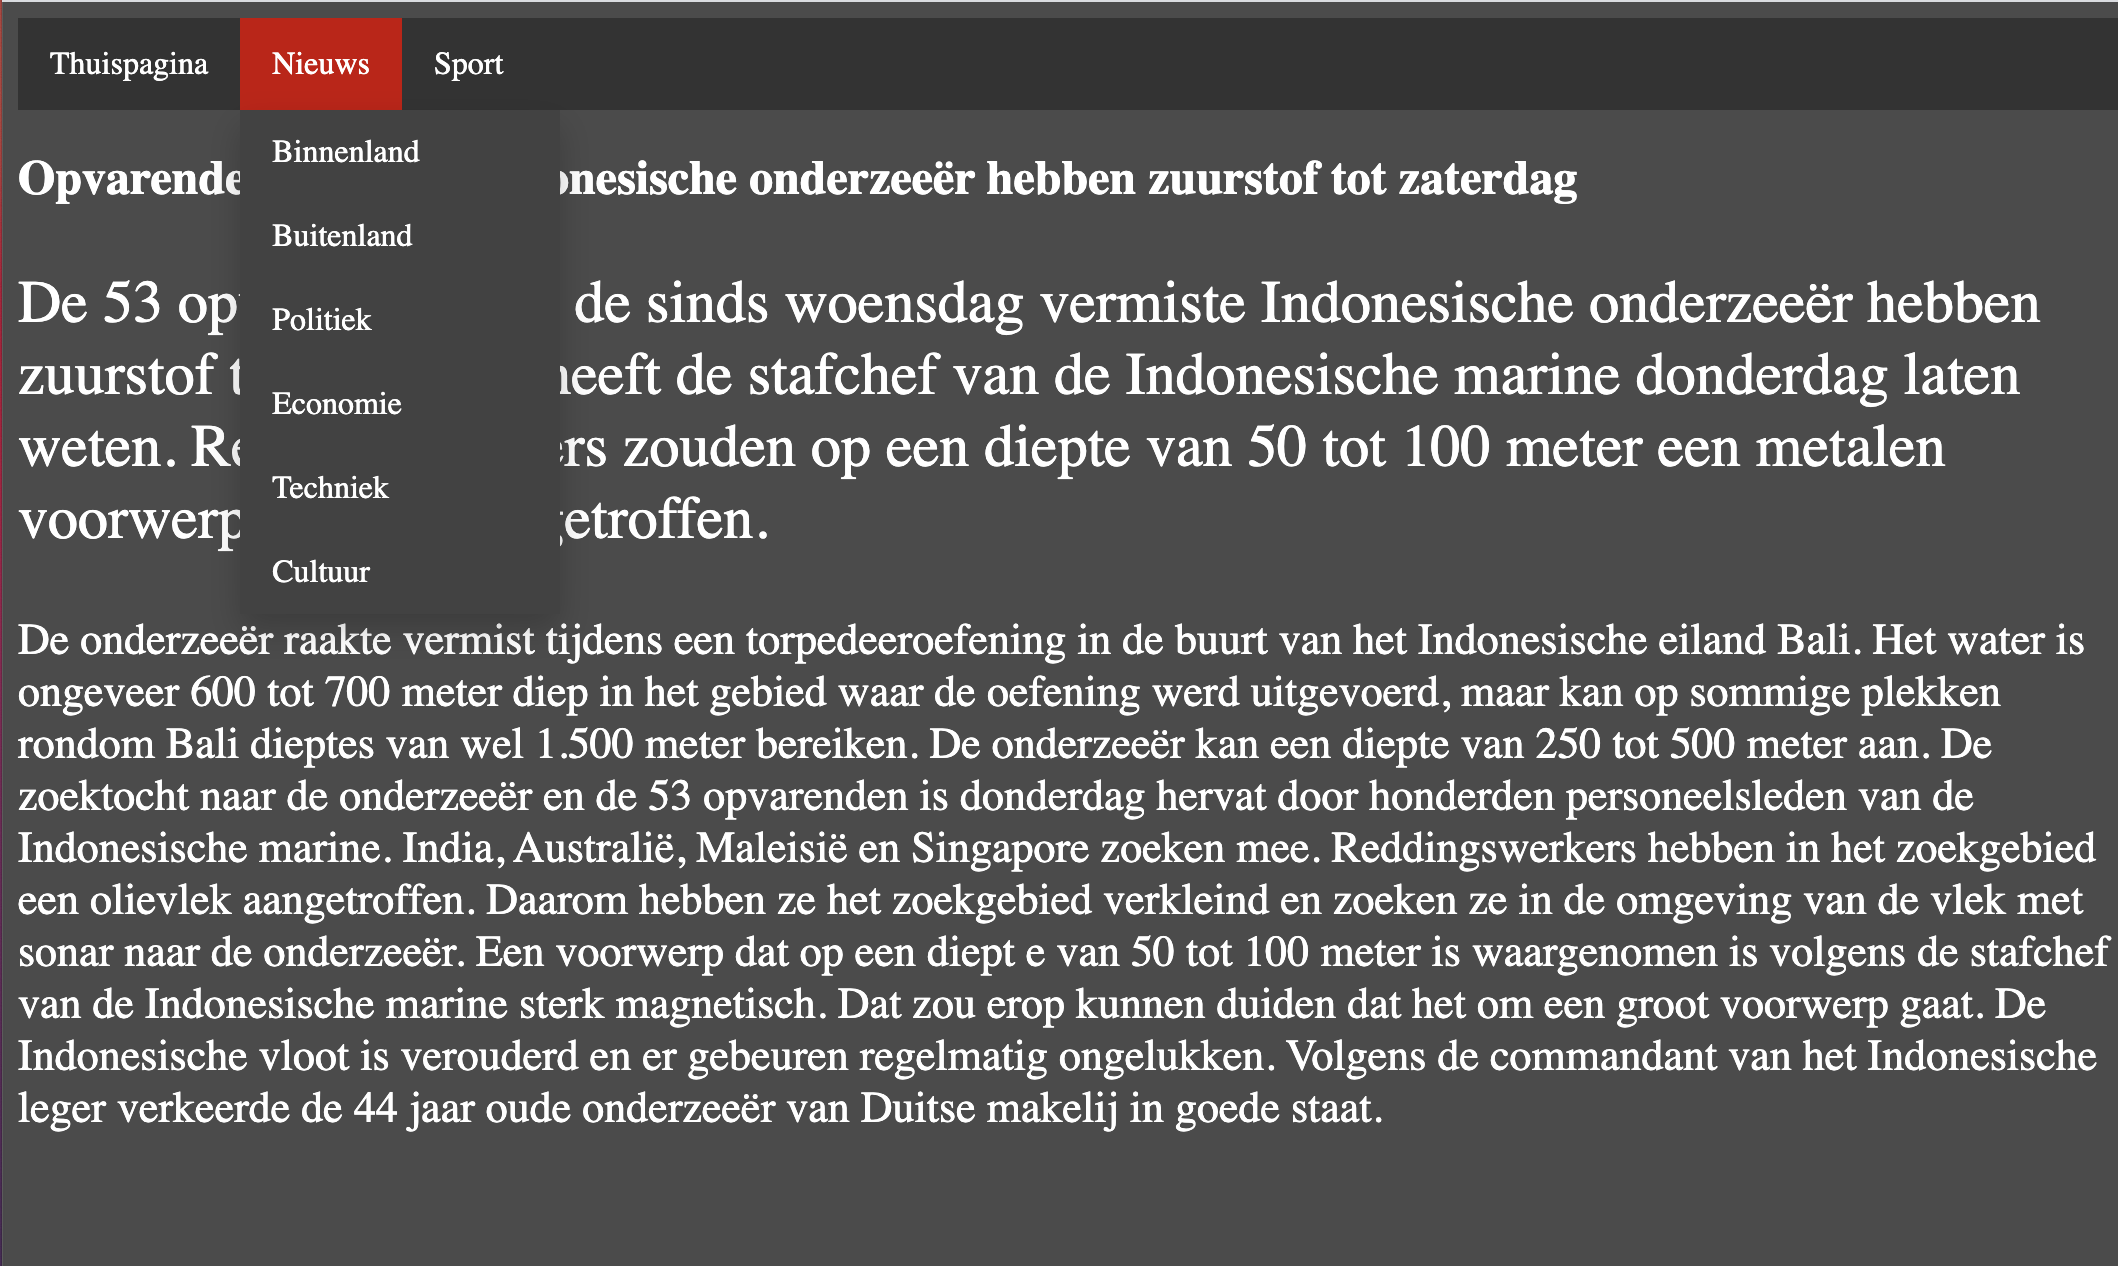 Thuispagina Nieuws Sport
Binnenland
Buitenland
Politiek
Economie
Techniek
Cultuur
onderzeeër hebben zuurstof tot zaterdag
De 53 de sinds woensdag vermiste Indonesische onderzeeër hebben
zuurstof de stafchef van de Indonesische marine donderdag laten
weten. zouden op een diepte van 50 tot 100 meter een metalen
voorwerp
De onderzeeër raakte vermist tijdens een torpedeeroefening in de buurt van het Indonesische eiland Bali. Het water is
ongeveer 600 tot 700 meter diep in het gebied waar de oefening werd uitgevoerd, maar kan op sommige plekken
rondom Bali dieptes van wel 1.500 meter bereiken. De onderzeeër kan een diepte van 250 tot 500 meter aan. De
zoektocht naar de onderzeeër en de 53 opvarenden is donderdag hervat door honderden personeelsleden van de
Indonesische marine. India, Australië, Maleisië en Singapore zoeken mee. Reddingswerkers hebben in het zoekgebied
een olievlek aangetroffen. Daarom hebben ze het zoekgebied verkleind en zoeken ze in de omgeving van de vlek met
sonar naar de onderzeeër. Een voorwerp dat op een diept e van 50 tot 100 meter is waargenomen is volgens de stafchef
van de Indonesische marine sterk magnetisch. Dat zou erop kunnen duiden dat het om een groot voorwerp gaat. De
Indonesische vloot is verouderd en er gebeuren regelmatig ongelukken. Volgens de commandant van het Indonesische
leger verkeerde de 44 jaar oude onderzeeër van Duitse makelij in goede staat.